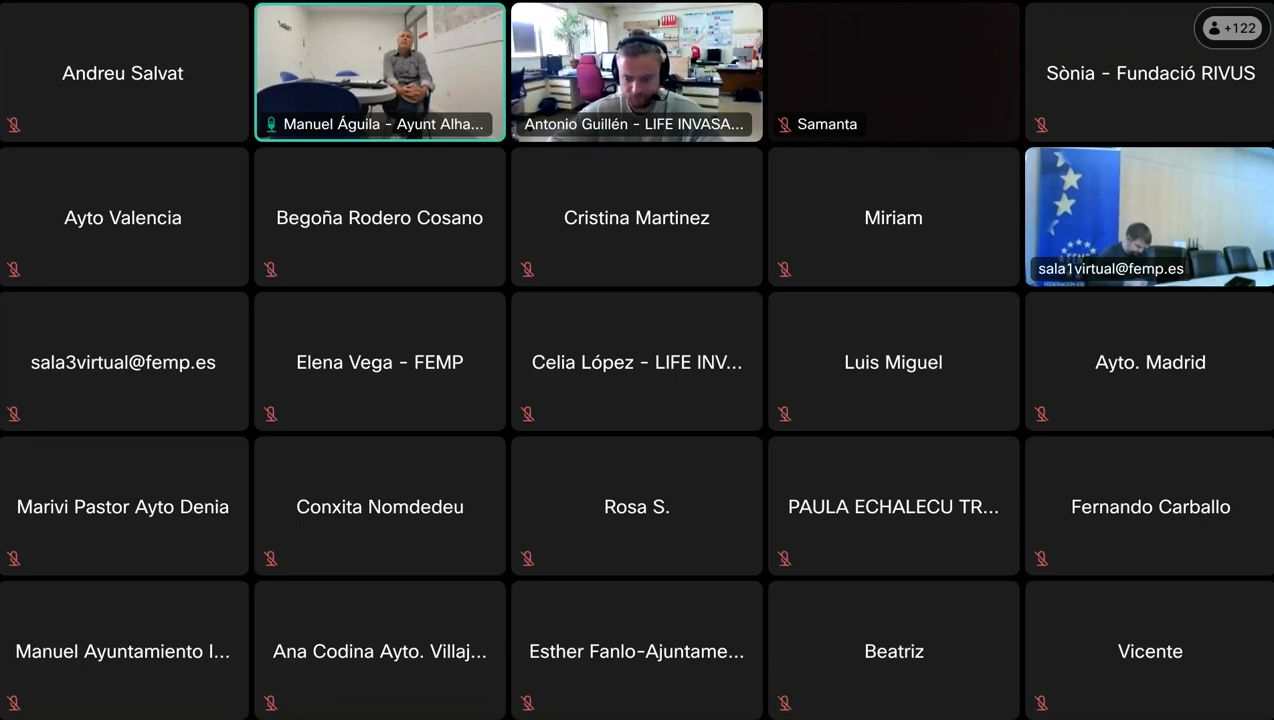 Andreu Salvat
Manuel Águila - Ayunt Alha...
Antonio Guillén - LIFE INVASA...
Samanta
Sònia - Fundació RIVUS
+122
Ayto Valencia
Begoña Rodero Cosano
Cristina Martinez
Miriam
FEMP
sala1virtual@femp.es
sala3virtual@femp.es
Elena Vega - FEMP
Celia López - LIFE INV...
Luis Miguel
Ayto. Madrid
Marivi Pastor Ayto Denia
Conxita Nomdedeu
Rosa S.
PAULA ECHALECU TR...
Fernando Carballo
Manuel Ayuntamiento I...
Ana Codina Ayto. Villaj...
Esther Fanlo-Ajuntame...
Beatriz
Vicente